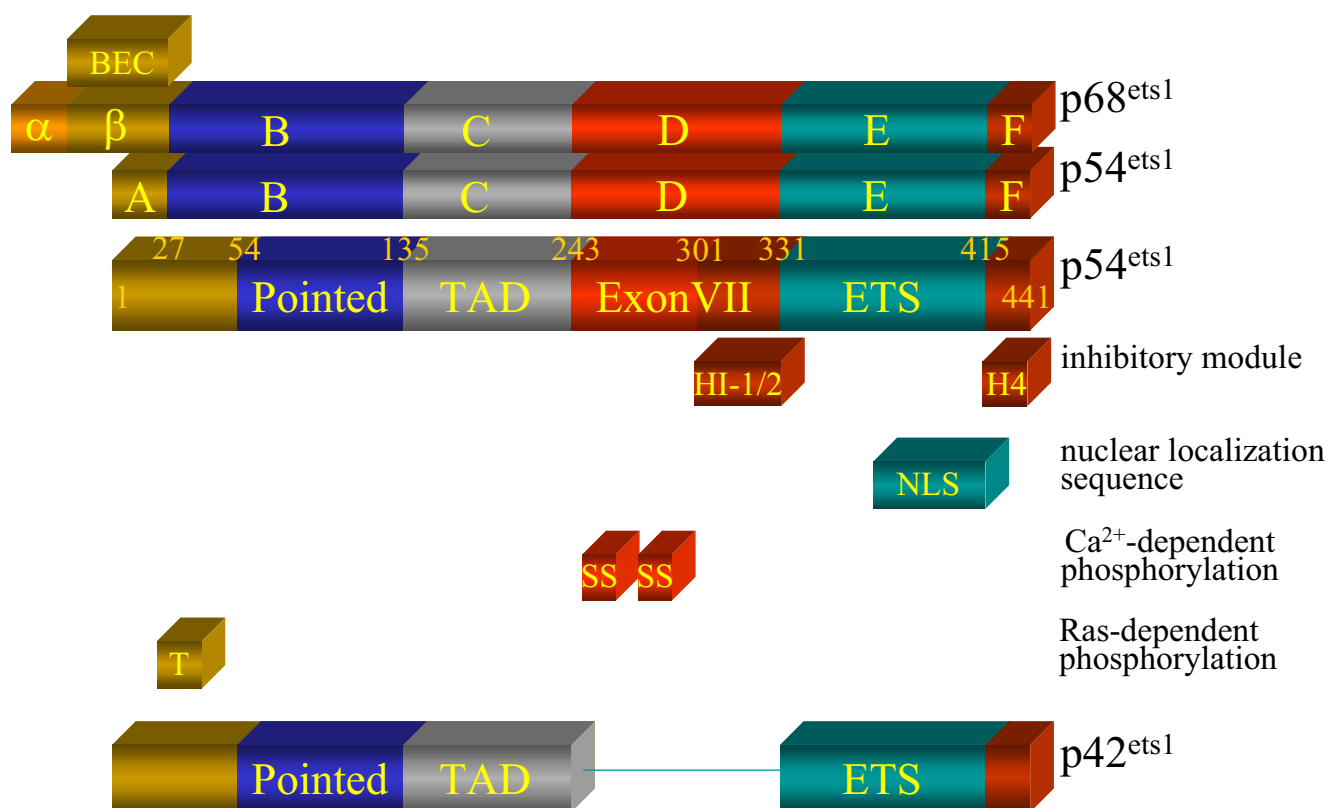 BEC
α β B C D E F p68ets1
A B C D E F p54ets1
27 54 135 243 301 331 415
1 Pointed TAD ExonVII ETS 441 p54ets1
HI-1/2 H4 inhibitory module
NLS nuclear localization
sequence
SS SS Ca2+-dependent
phosphorylation
T Ras-dependent
phosphorylation
Pointed TAD ETS p42ets1